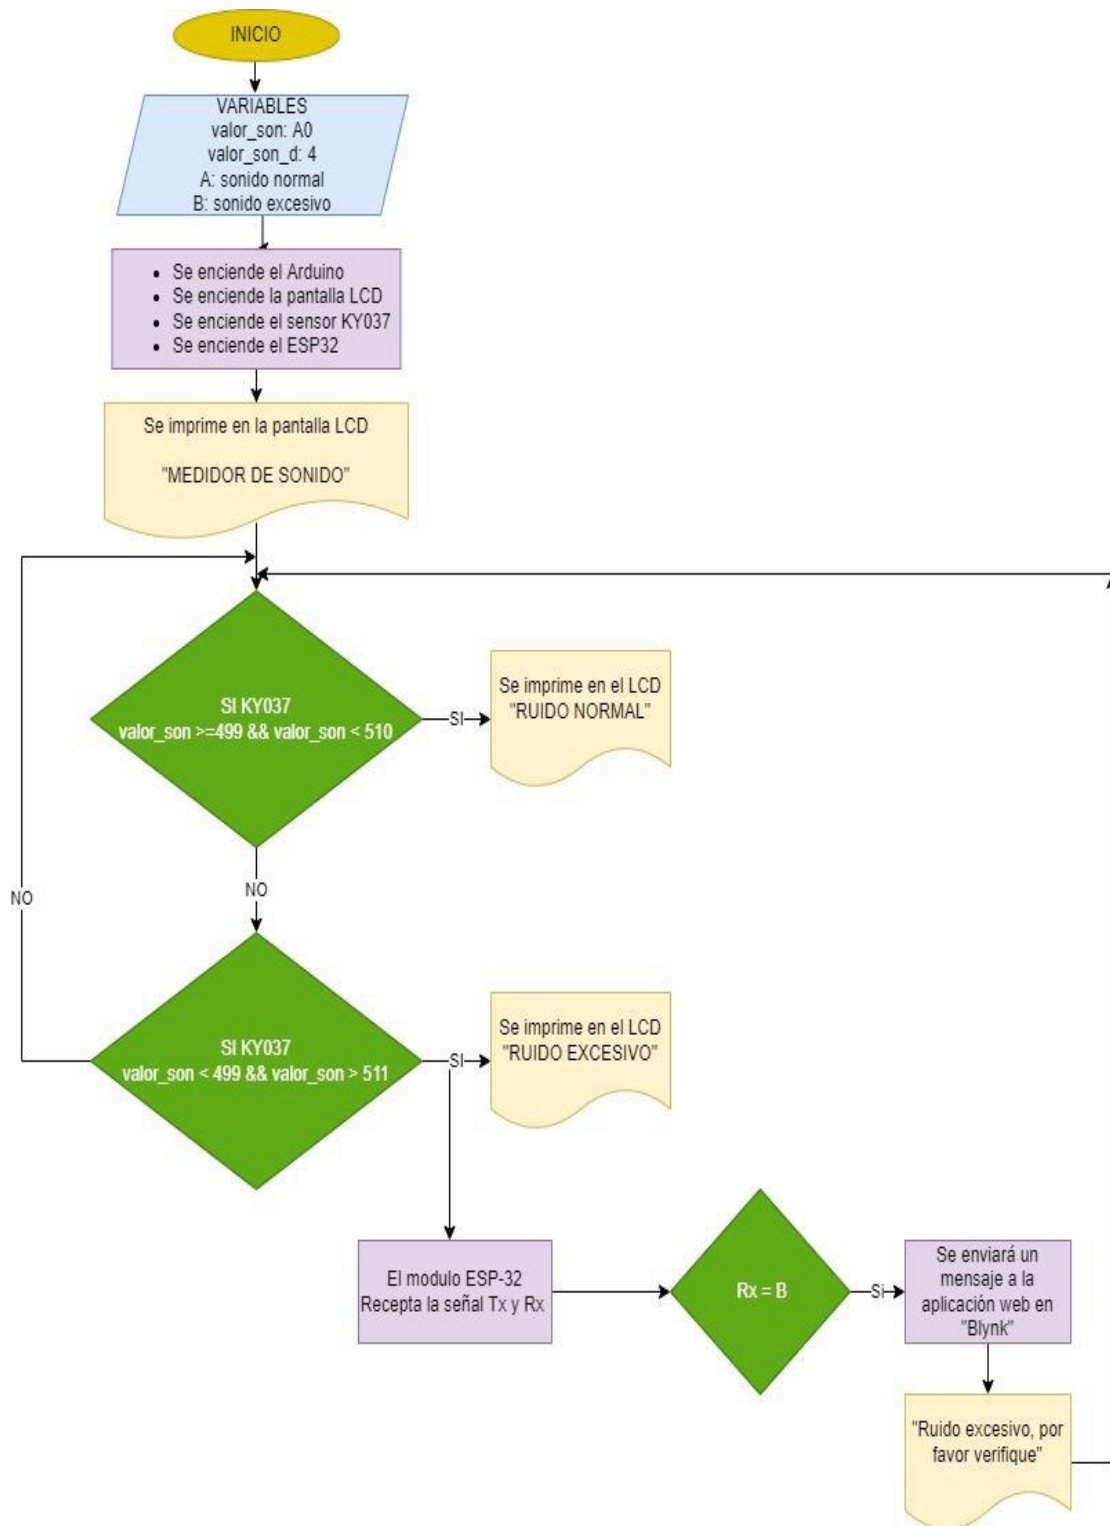 INICIO
VARIABLES
valor_son: A0
valor_son_d: 4
A: sonido normal
B: sonido excesivo
• Se enciende el Arduino
• Se enciende la pantalla LCD
• Se enciende el sensor KY037
• Se enciende el ESP32
Se imprime en la pantalla LCD
"MEDIDOR DE SONIDO"
SI KY037
valor_son >=499 && valor_son < 510
SI
Se imprime en el LCD
"RUIDO NORMAL"
NO
NO
SI KY037
valor_son < 499 && valor_son > 511
SI
Se imprime en el LCD
"RUIDO EXCESIVO"
El modulo ESP-32
Recepta la señal Tx y Rx
Rx = B
Si
Se enviará un
mensaje a la
aplicación web en
"Blynk"
"Ruido excesivo, por
favor verifique"